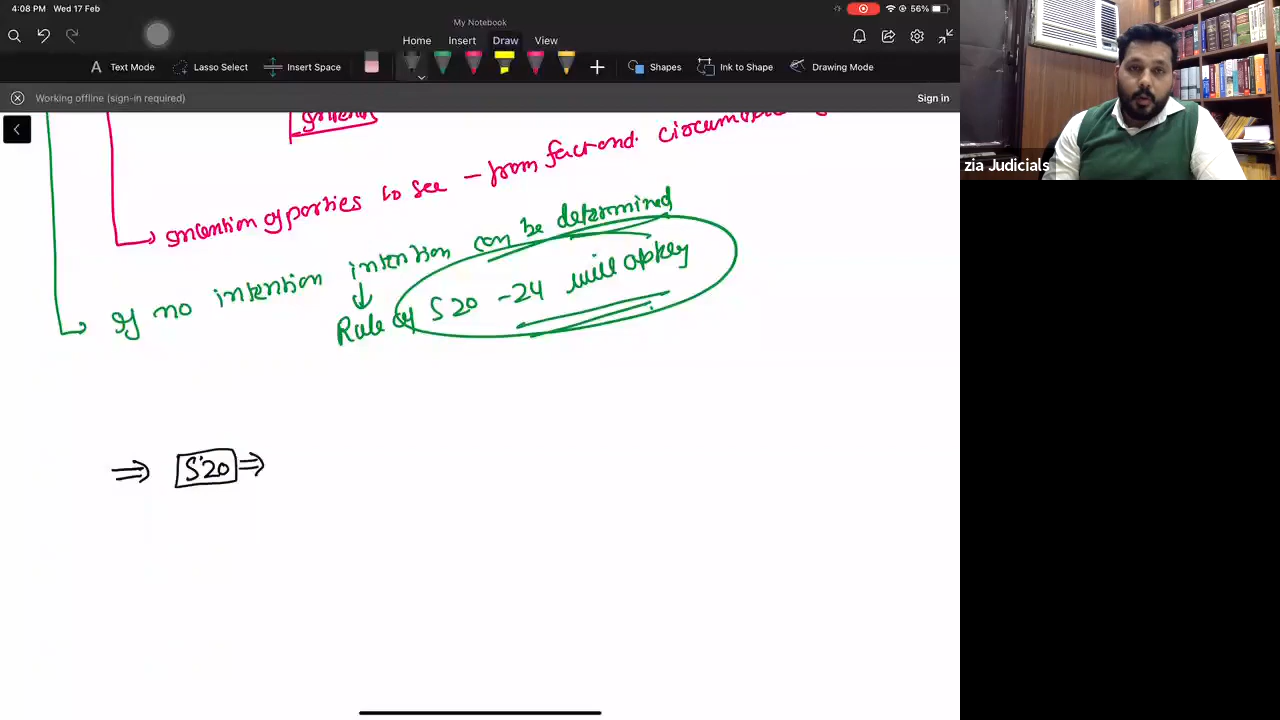 4:08 PM Wed 17 Feb
56%
My Notebook
Home Insert Draw View
Text Mode Lasso Select Insert Space Shapes Ink to Shape Drawing Mode
Working offline (sign-in required) Sign in
intention of parties to see – from fact and
can be determined
If no intention intention
Rule of S 20 – 24 will apply
⇒ S20 ⇒
zia Judicials